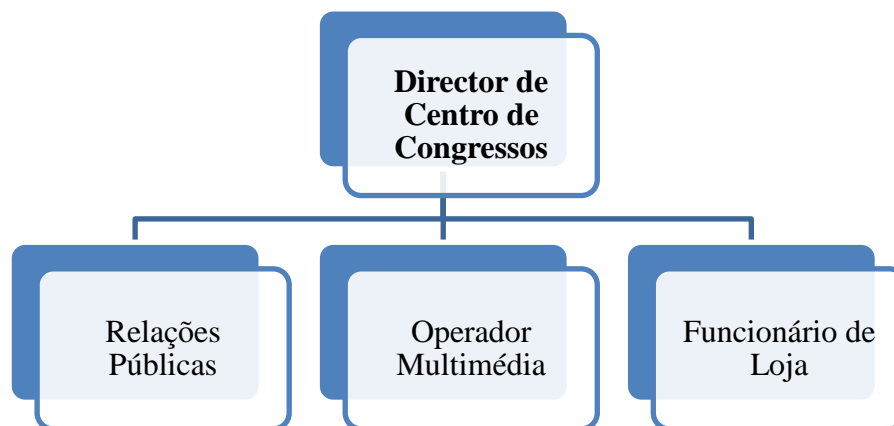 Director de
Centro de
Congressos
Relações
Públicas
Operador
Multimédia
Funcionário de
Loja